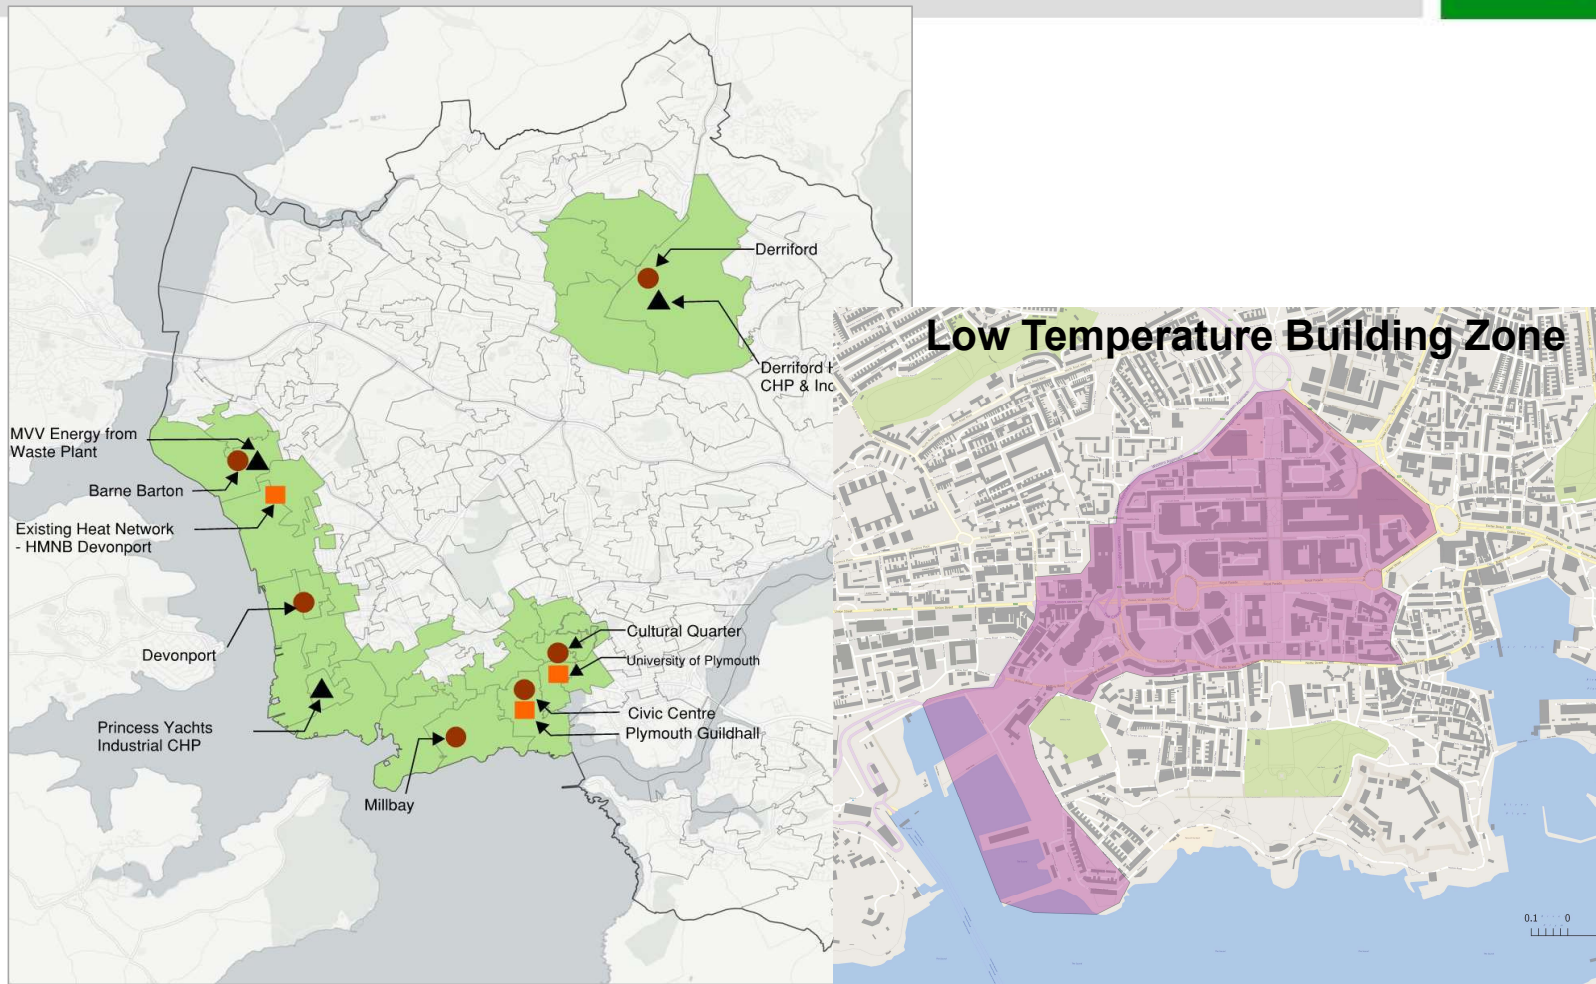 Low Temperature Building Zone
Derriford
Derriford
CHP &
MVV Energy from
Waste Plant
Barne Barton
Existing Heat Network
- HMNB Devonport
Devonport
Princess Yachts
Industrial CHP
Millbay
Cultural Quarter
University of Plymouth
Civic Centre
Plymouth Guildhall
0.1 0